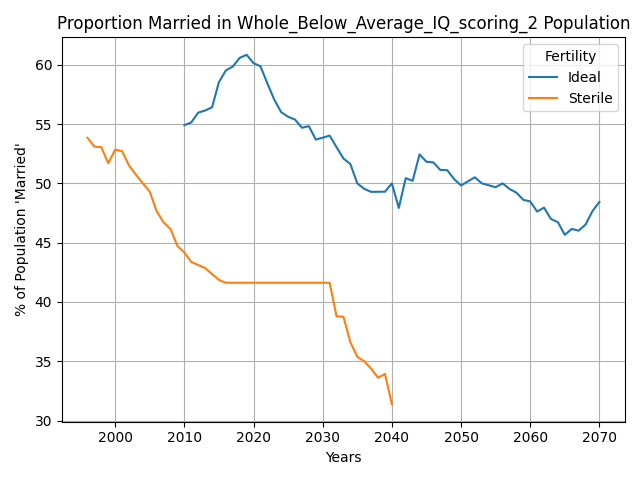 Proportion Married in Whole_Below_Average_IQ_scoring_2 Population
% of Population 'Married'
60
55
50
45
40
35
30
Fertility
Ideal
Sterile
2000 2010 2020 2030 2040 2050 2060 2070
Years